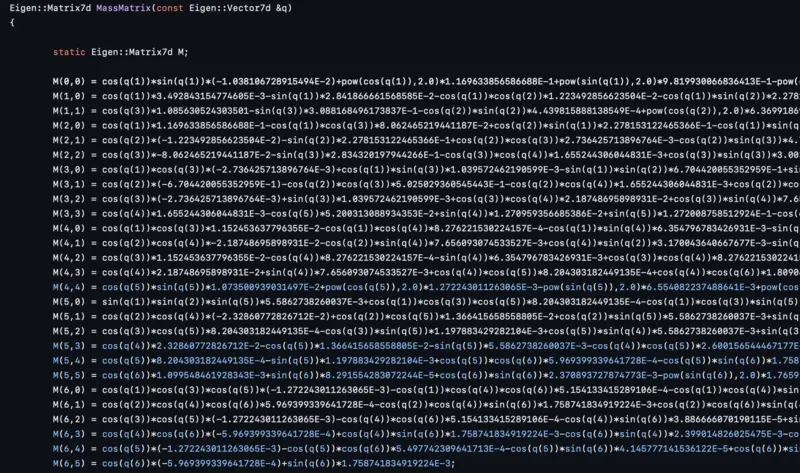 Eigen::Matrix7d MassMatrix(const Eigen::Vector7d &q)
{
static Eigen::Matrix7d M;
M(0,0) = cos(q(1))*sin(q(1))*(-1.038106728915494E-2)+pow(cos(q(1)),2.0)*1.169633856586688E-1+pow(sin(q(1)),2.0)*9.819930066836413E-1-pow(
M(1,0) = cos(q(1))*3.492843154774605E-3-sin(q(1))*2.841866661568585E-2-cos(q(1))*cos(q(2))*1.223492856623504E-2-cos(q(1))*sin(q(2))*2.278
M(1,1) = cos(q(3))*1.085630524303501-sin(q(3))*3.088168496173837E-1-cos(q(2))*sin(q(2))*4.439815888138549E-4+pow(cos(q(2)),2.0)*6.3699186
M(2,0) = cos(q(1))*1.169633856586688E-1-cos(q(1))*cos(q(3))*8.062465219441187E-2+cos(q(2))*sin(q(1))*2.278153122465366E-1-cos(q(1))*sin(q
M(2,1) = cos(q(2))*(-1.223492856623504E-2)-sin(q(2))*2.278153122465366E-1+cos(q(2))*cos(q(3))*2.736425713896764E-3-cos(q(2))*sin(q(3))*4.
M(2,2) = cos(q(3))*-8.062465219441187E-2-sin(q(3))*2.834320197944266E-1-cos(q(3))*cos(q(4))*1.655244306044831E-3+cos(q(3))*sin(q(3))*3.00
M(3,0) = cos(q(1))*cos(q(3))*(-2.736425713896764E-3)+cos(q(1))*sin(q(3))*1.039572462190599E-3-sin(q(1))*sin(q(2))*6.704420055352959E-1+si
M(3,1) = cos(q(2))*(-6.704420055352959E-1)-cos(q(2))*cos(q(3))*5.025029360545443E-1-cos(q(2))*cos(q(4))*1.655244306044831E-3+cos(q(2))*co
M(3,2) = cos(q(3))*(-2.736425713896764E-3)+sin(q(3))*1.039572462190599E-3+cos(q(3))*cos(q(4))*2.18748695898931E-2+cos(q(3))*sin(q(4))*7.6
M(3,3) = cos(q(4))*1.655244306044831E-3-cos(q(5))*5.200313088934353E-2+sin(q(4))*1.270959356685386E-2+sin(q(5))*1.272008758512924E-1-cos(
M(4,0) = cos(q(1))*cos(q(3))*1.152453637796355E-2-cos(q(1))*cos(q(4))*8.276221530224157E-4-cos(q(1))*sin(q(4))*6.354796783426931E-3-sin(q
M(4,1) = cos(q(2))*cos(q(4))*-2.18748695898931E-2-cos(q(2))*sin(q(4))*7.656093074533527E-3+cos(q(4))*sin(q(2))*3.170043640667677E-3-sin(q
M(4,2) = cos(q(3))*1.152453637796355E-2-cos(q(4))*8.276221530224157E-4-sin(q(4))*6.354796783426931E-3+cos(q(3))*cos(q(4))*8.2762215302241
M(4,3) = cos(q(4))*2.18748695898931E-2+sin(q(4))*7.656093074533527E-3+cos(q(4))*cos(q(5))*8.204303182449135E-4+cos(q(4))*cos(q(6))*1.8090
M(4,4) = cos(q(5))*sin(q(5))*1.073500939031497E-2+pow(cos(q(5)),2.0)*1.272243011263065E-3-pow(sin(q(5)),2.0)*6.554082237488641E-3+pow(cos
M(5,0) = sin(q(1))*sin(q(2))*sin(q(5))*5.58627382600​37E-3+cos(q(1))*cos(q(3))*cos(q(5))*8.204303182449135E-4-cos(q(1))*cos(q(3))*sin(q(5)
M(5,1) = cos(q(2))*cos(q(4))*(-2.32860772826712E-2)+cos(q(2))*cos(q(5))*1.366415658558805E-2+cos(q(2))*sin(q(5))*5.5862738260037E-3+sin(q
M(5,2) = cos(q(3))*cos(q(5))*8.204303182449135E-4-cos(q(3))*sin(q(5))*1.197883429282104E-3+cos(q(5))*sin(q(4))*5.5862738260037E-3+sin(q(3
M(5,3) = cos(q(4))*2.32860772826712E-2-cos(q(5))*1.366415658558805E-2-sin(q(5))*5.5862738260037E-3-cos(q(4))*cos(q(5))*2.600156544467177E
M(5,4) = cos(q(5))*8.204303182449135E-4-sin(q(5))*1.197883429282104E-3+cos(q(5))*cos(q(6))*5.969399339641728E-4-cos(q(5))*sin(q(6))*1.758
M(5,5) = cos(q(6))*1.099548461928343E-3+sin(q(6))*8.291554283072244E-5-cos(q(6))*sin(q(6))*2.370893727874773E-3-pow(sin(q(6)),2.0)*1.7659
M(6,0) = cos(q(1))*cos(q(3))*cos(q(5))*(-1.272243011263065E-3)-cos(q(1))*cos(q(4))*cos(q(6))*5.154133415289106E-4-cos(q(1))*cos(q(4))*sin
M(6,1) = cos(q(2))*cos(q(4))*cos(q(6))*5.969399339641728E-4-cos(q(2))*cos(q(4))*sin(q(6))*1.758741834919224E-3+cos(q(2))*cos(q(6))*sin(q(
M(6,2) = cos(q(3))*cos(q(5))*(-1.272243011263065E-3)-cos(q(4))*cos(q(6))*5.154133415289106E-4-cos(q(4))*sin(q(6))*3.886666070190115E-5+si
M(6,3) = cos(q(4))*cos(q(6))*(-5.969399339641728E-4)+cos(q(4))*sin(q(6))*1.758741834919224E-3-cos(q(6))*sin(q(4))*2.399014826025475E-3-co
M(6,4) = cos(q(5))*(-1.272243011263065E-3)-cos(q(5))*cos(q(6))*5.497742309641713E-4-cos(q(5))*sin(q(6))*4.145777141536122E-5+cos(q(6))*si
M(6,5) = cos(q(6))*(-5.969399339641728E-4)+sin(q(6))*1.758741834919224E-3;